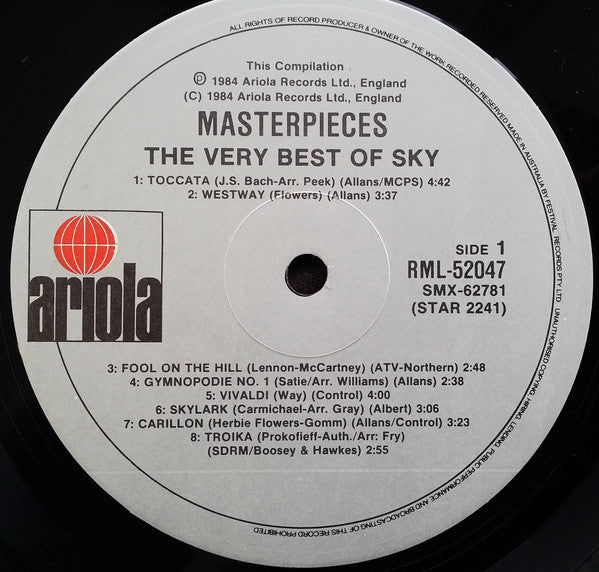 ALL RIGHTS OF RECORD PRODUCER & OWNER OF THE WORK RECORDED RESERVED MADE IN AUSTRALIA BY FESTIVAL RECORDS PTY LTD UNAUTHORISED COPYING, HIRING, LENDING, PUBLIC PERFORMANCE AND BROADCASTING OF THIS RECORD PROHIBITED
This Compilation
℗ 1984 Ariola Records Ltd., England
(C) 1984 Ariola Records Ltd., England
MASTERPIECES
THE VERY BEST OF SKY
1: TOCCATA (J.S. Bach-Arr. Peek) (Allans/MCPS) 4:42
2: WESTWAY (Flowers) (Allans) 3:37
ariola
SIDE 1
RML-52047
SMX-62781
(STAR 2241)
3: FOOL ON THE HILL (Lennon-McCartney) (ATV-Northern) 2:48
4: GYMNOPODIE NO. 1 (Satie/Arr. Williams) (Allans) 2:38
5: VIVALDI (Way) (Control) 4:00
6: SKYLARK (Carmichael-Arr. Gray) (Albert) 3:06
7: CARILLON (Herbie Flowers-Gomm) (Allans/Control) 3:23
8: TROIKA (Prokofieff-Auth./Arr: Fry)
(SDRM/Boosey & Hawkes) 2:55